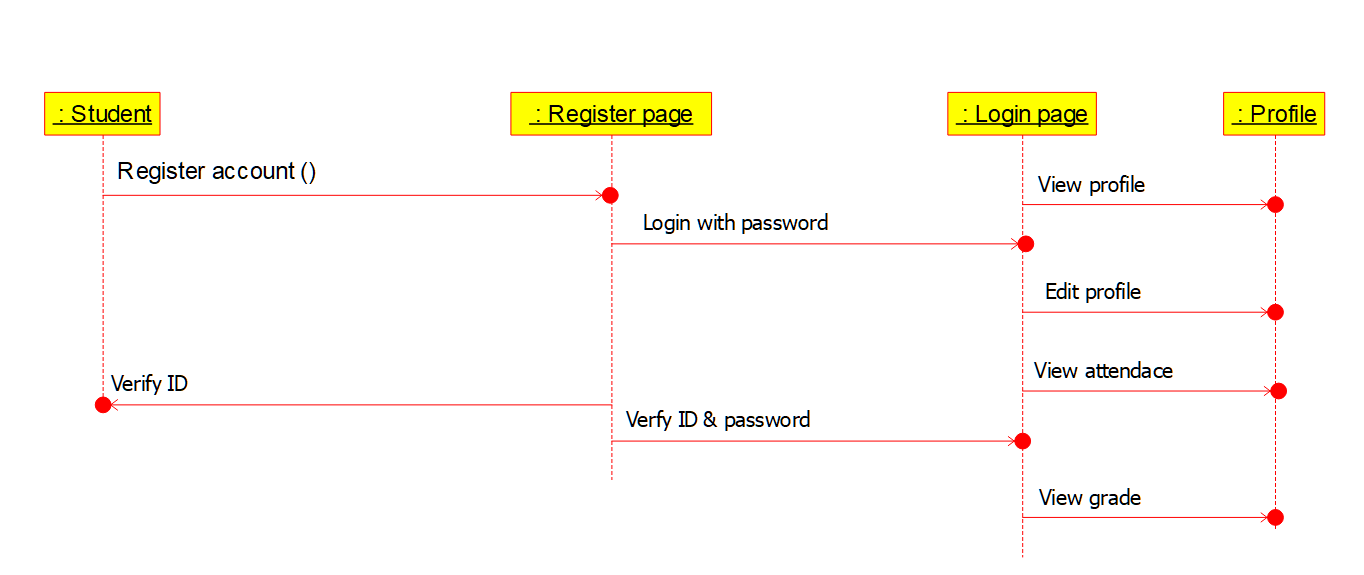 : Student
: Register page
: Login page
: Profile
Register account ()
View profile
Login with password
Edit profile
View attendace
Verify ID
Verfy ID & password
View grade